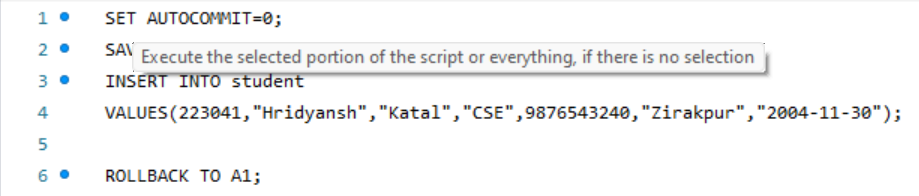 1 SET AUTOCOMMIT=0;
2 SAV
Execute the selected portion of the script or everything, if there is no selection
3 INSERT INTO student
4 VALUES(223041,"Hridyansh","Katal","CSE",9876543240,"Zirakpur","2004-11-30");
5
6 ROLLBACK TO A1;